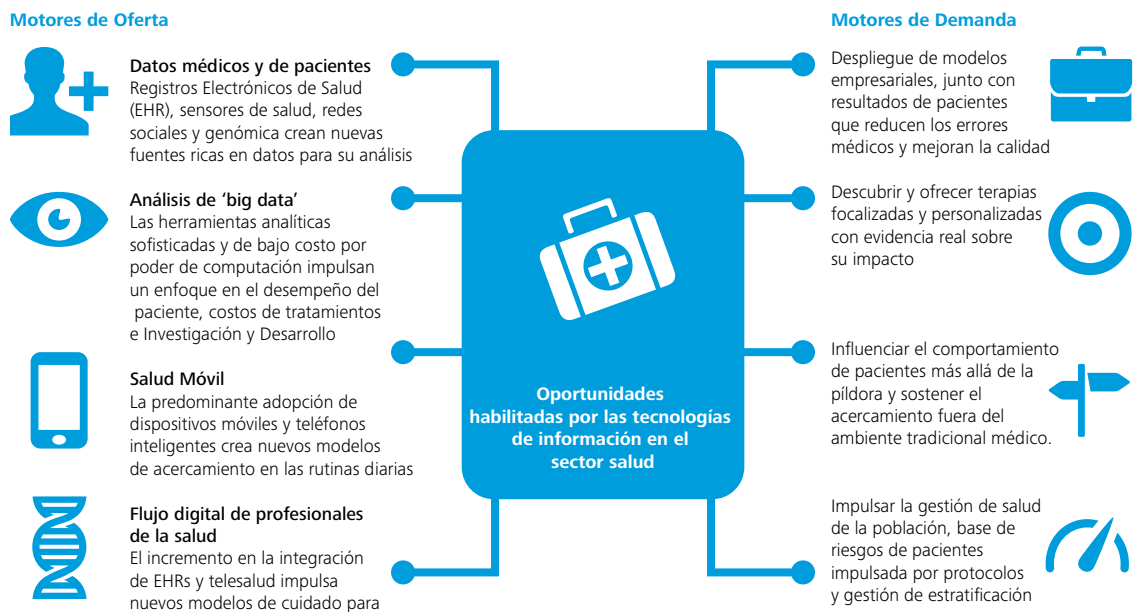 Motores de Oferta
Datos médicos y de pacientes
Registros Electrónicos de Salud
(EHR), sensores de salud, redes
sociales y genómica crean nuevas
fuentes ricas en datos para su análisis
Análisis de ‘big data’
Las herramientas analíticas
sofisticadas y de bajo costo por
poder de computación impulsan
un enfoque en el desempeño del
paciente, costos de tratamientos
e Investigación y Desarrollo
Salud Móvil
La predominante adopción de
dispositivos móviles y teléfonos
inteligentes crea nuevos modelos
de acercamiento en las rutinas diarias
Flujo digital de profesionales
de la salud
El incremento en la integración
de EHRs y telesalud impulsa
nuevos modelos de cuidado para
Oportunidades
habilitadas por las tecnologías
de información en el
sector salud
Motores de Demanda
Despliegue de modelos
empresariales, junto con
resultados de pacientes
que reducen los errores
médicos y mejoran la calidad
Descubrir y ofrecer terapias
focalizadas y personalizadas
con evidencia real sobre
su impacto
Influenciar el comportamiento
de pacientes más allá de la
píldora y sostener el
acercamiento fuera del
ambiente tradicional médico.
Impulsar la gestión de salud
de la población, base de
riesgos de pacientes
impulsada por protocolos
y gestión de estratificación